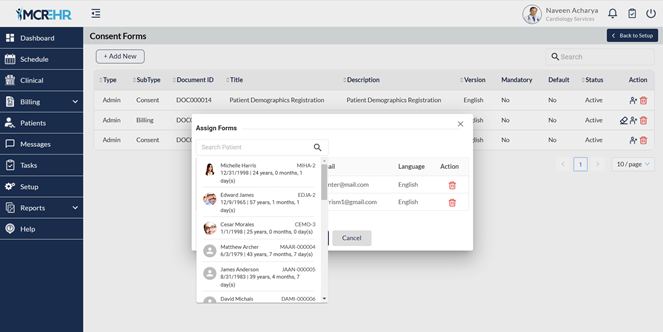 MCREHR
Naveen Acharya
Cardiology Services
Dashboard
Schedule
Clinical
Billing
Patients
Messages
Tasks
Setup
Reports
Help
Consent Forms
Back to Setup
+ Add New
Search
Type SubType Document ID Title Description Version Mandatory Default Status Action
Admin Consent DOC000014 Patient Demographics Registration Patient Demographics Registration English No No Active
Admin Billing English No No Active
Admin Consent English No No Active
1
10 / page
Assign Forms
Search Patient
Michelle Harris MIHA-2
12/31/1998 | 24 years, 0 months, 1
day(s)
Edward James EDJA-2
12/9/1965 | 57 years, 1 months, 1
day(s)
Cesar Morales CEMO-3
1/1/1998 | 25 years, 0 months, 0 day(s)
Matthew Archer MAAR-000004
6/3/1979 | 43 years, 7 months, 7 day(s)
James Anderson JAAN-000005
8/31/1983 | 39 years, 4 months, 7
day(s)
David Michals DAMI-000006
ail Language Action
nter@mail.com English
rrism1@gmail.com English
Cancel